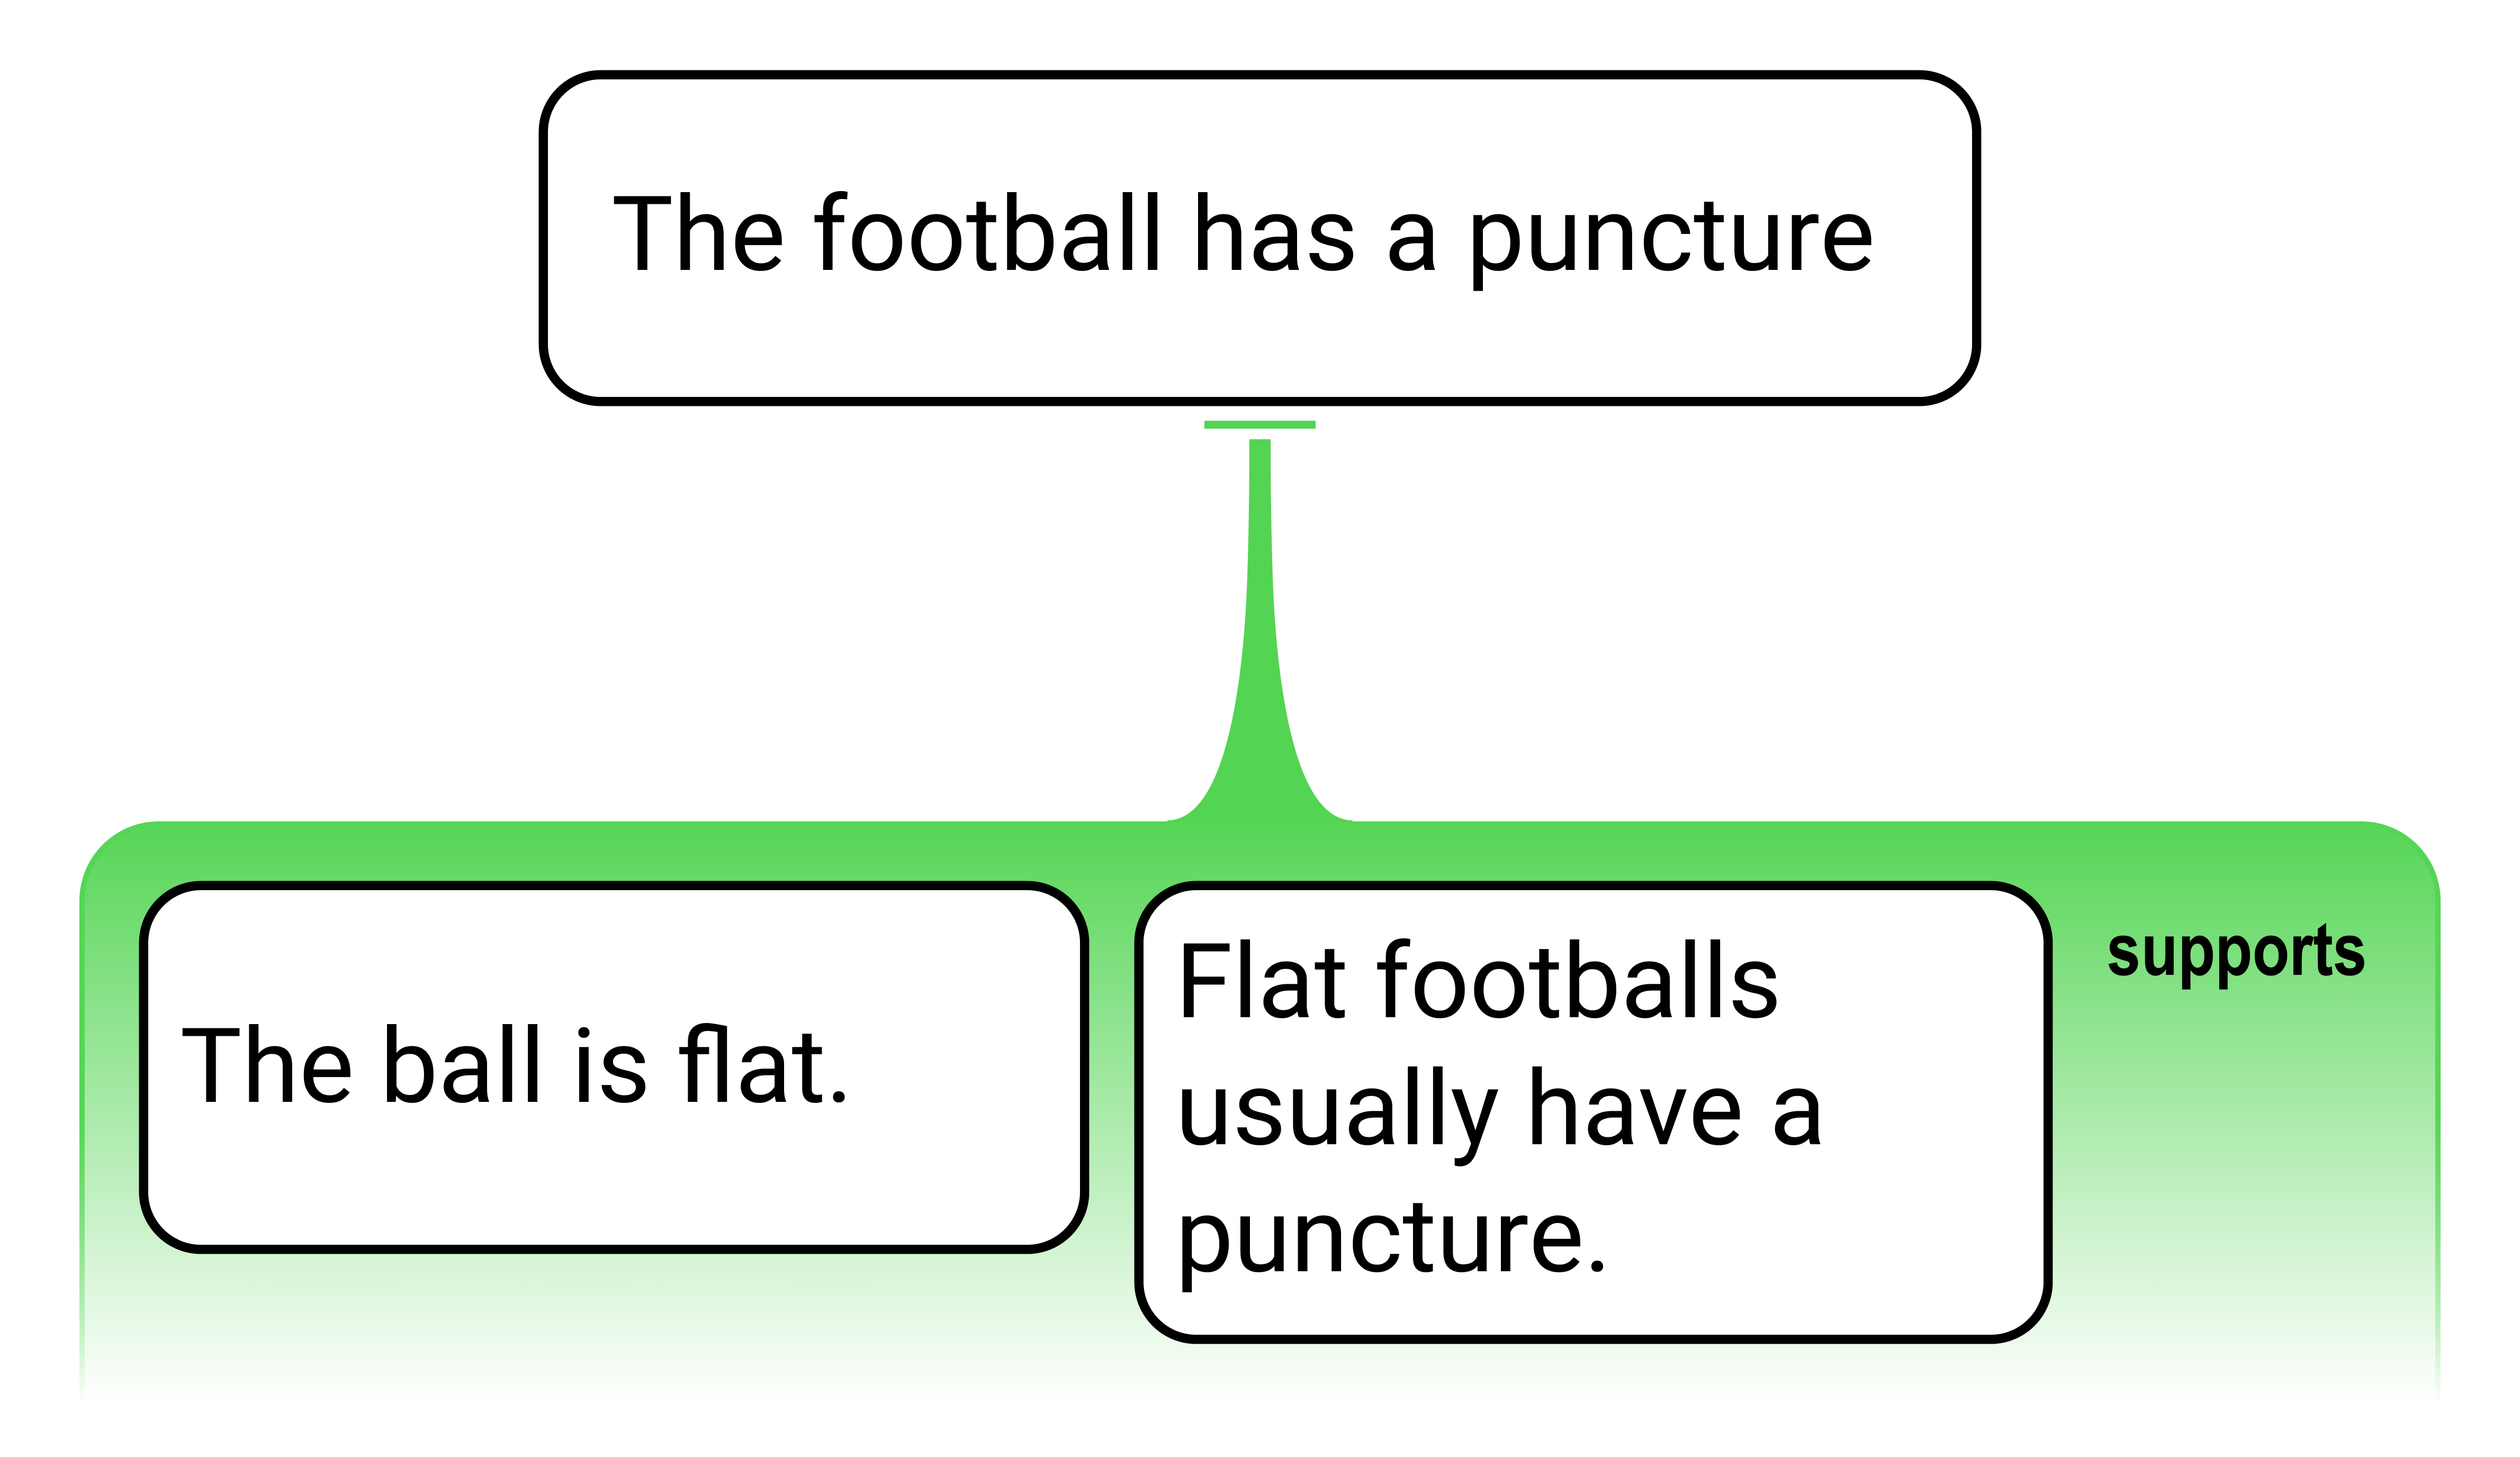 The football has a puncture
The ball is flat.
Flat footballs
usually have a
puncture.
supports